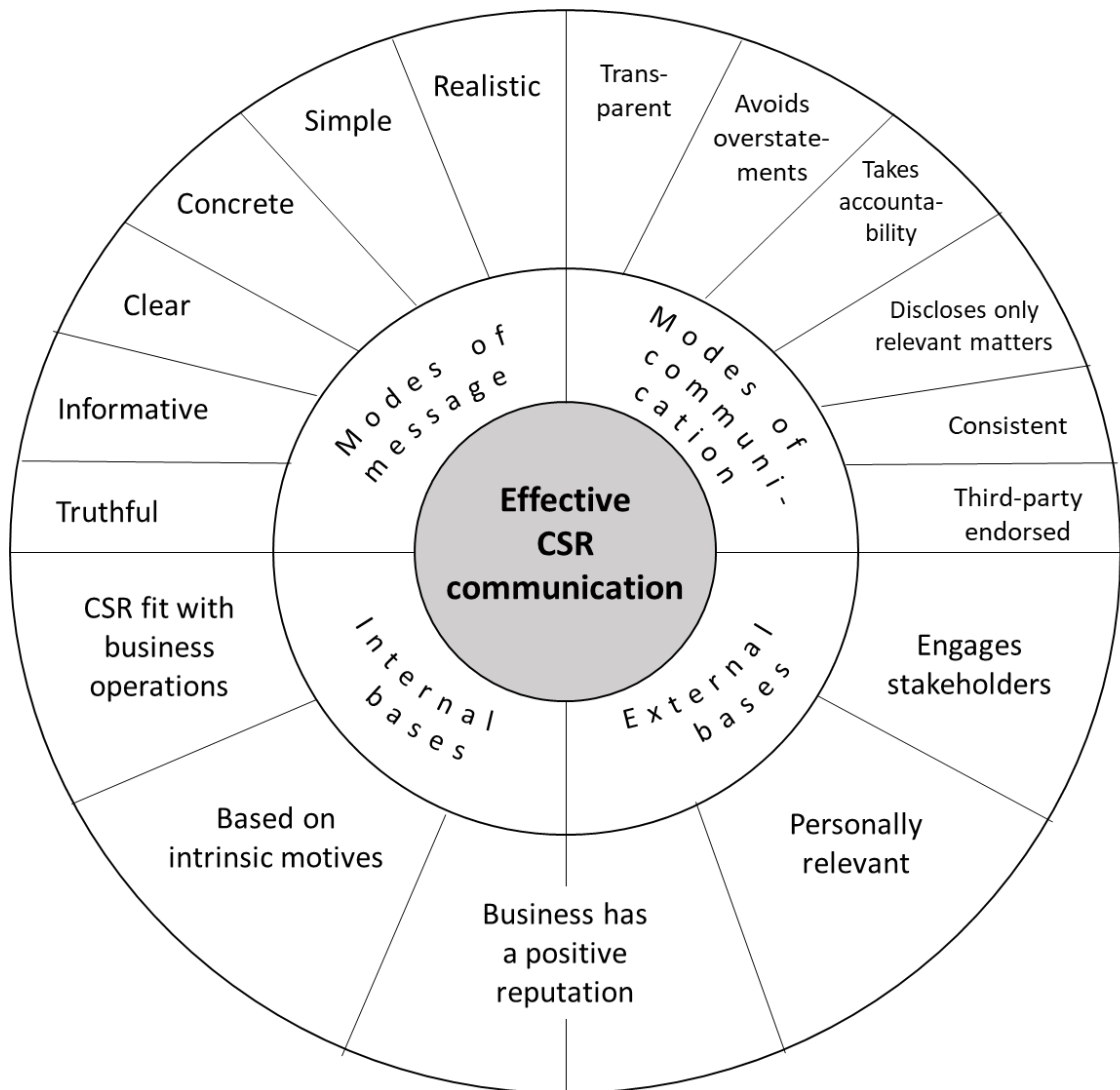 Effective
CSR
communication
Modes of
message
Modes of
communi-
cation
Internal
bases
External
bases
Realistic
Simple
Concrete
Clear
Informative
Truthful
Trans-
parent
Avoids
overstate-
ments
Takes
accounta-
bility
Discloses only
relevant matters
Consistent
Third-party
endorsed
Engages
stakeholders
Personally
relevant
Business has
a positive
reputation
Based on
intrinsic motives
CSR fit with
business
operations